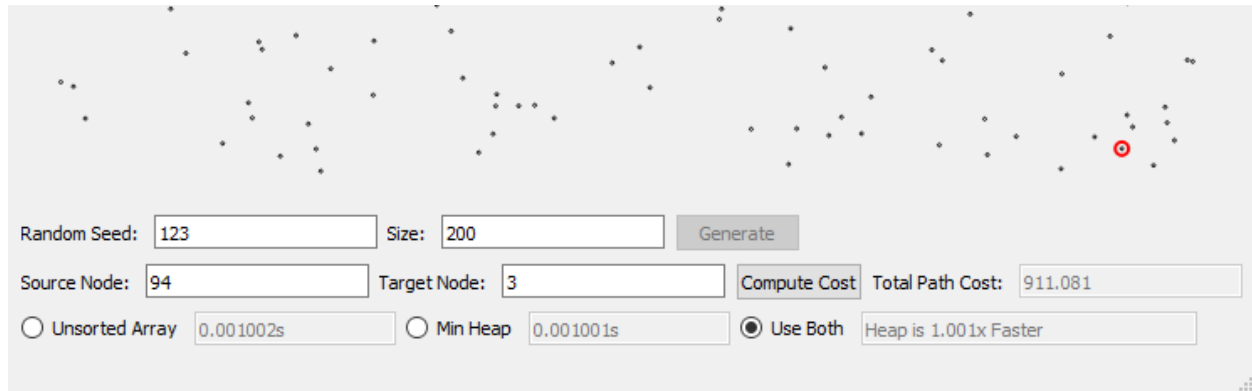 Random Seed: 123 Size: 200 Generate
Source Node: 94 Target Node: 3 Compute Cost Total Path Cost: 911.081
Unsorted Array 0.001002s Min Heap 0.001001s Use Both Heap is 1.001x Faster